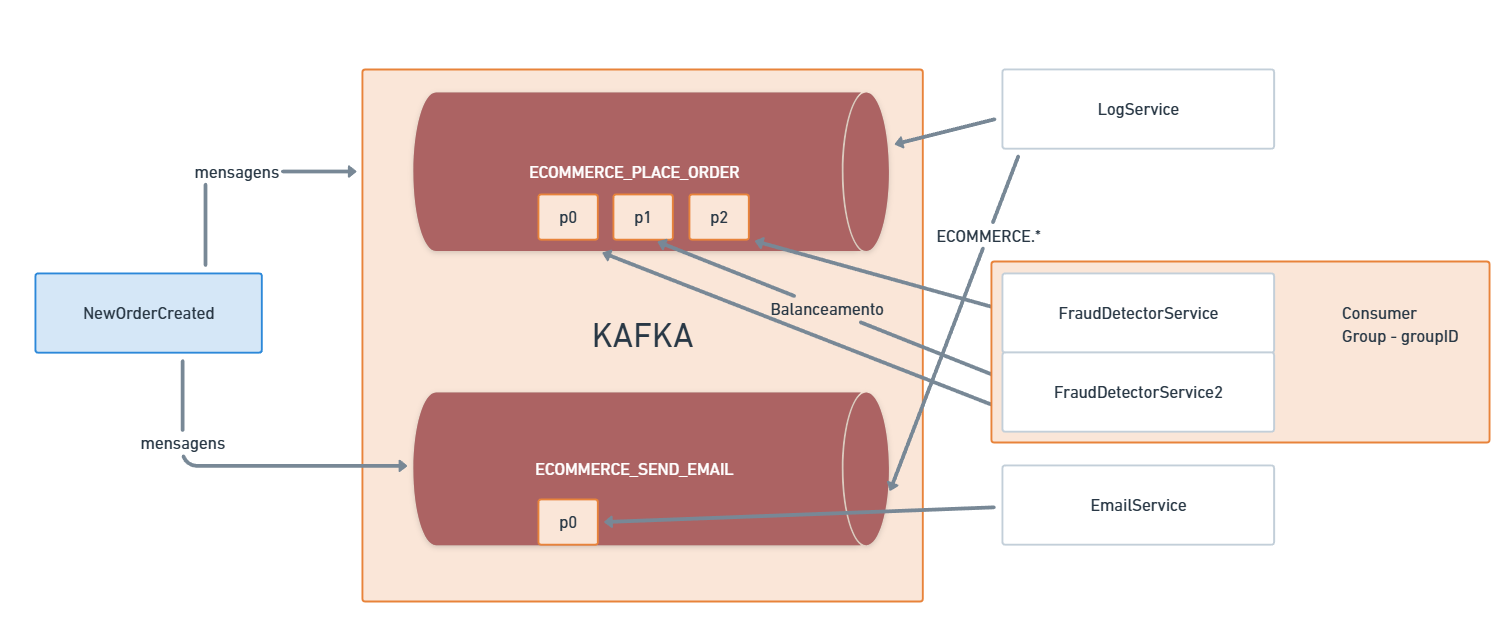 LogService
mensagens
ECOMMERCE_PLACE_ORDER
p0
p1
p2
ECOMMERCE.*
NewOrderCreated
Balanceamento
KAFKA
FraudDetectorService
Consumer
Group - groupID
FraudDetectorService2
mensagens
ECOMMERCE_SEND_EMAIL
p0
EmailService